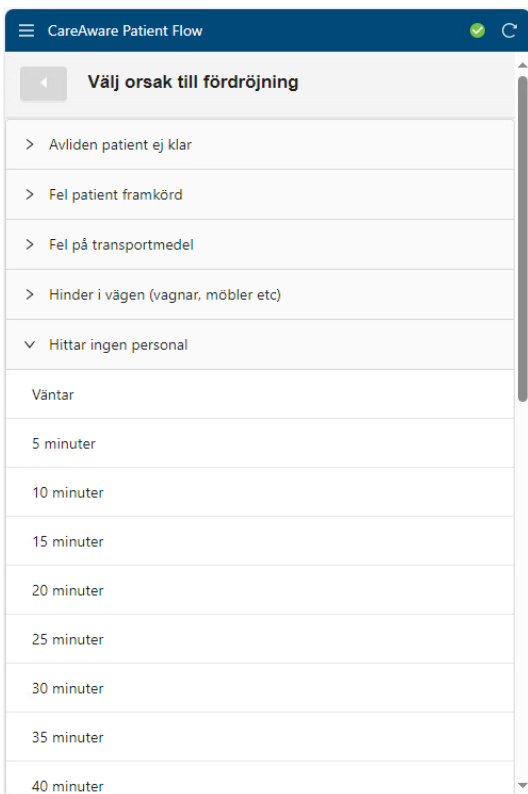 CareAware Patient Flow
Välj orsak till fördröjning
Avliden patient ej klar
Fel patient framkörd
Fel på transportmedel
Hinder i vägen (vagnar, möbler etc)
Hittar ingen personal
Väntar
5 minuter
10 minuter
15 minuter
20 minuter
25 minuter
30 minuter
35 minuter
40 minuter